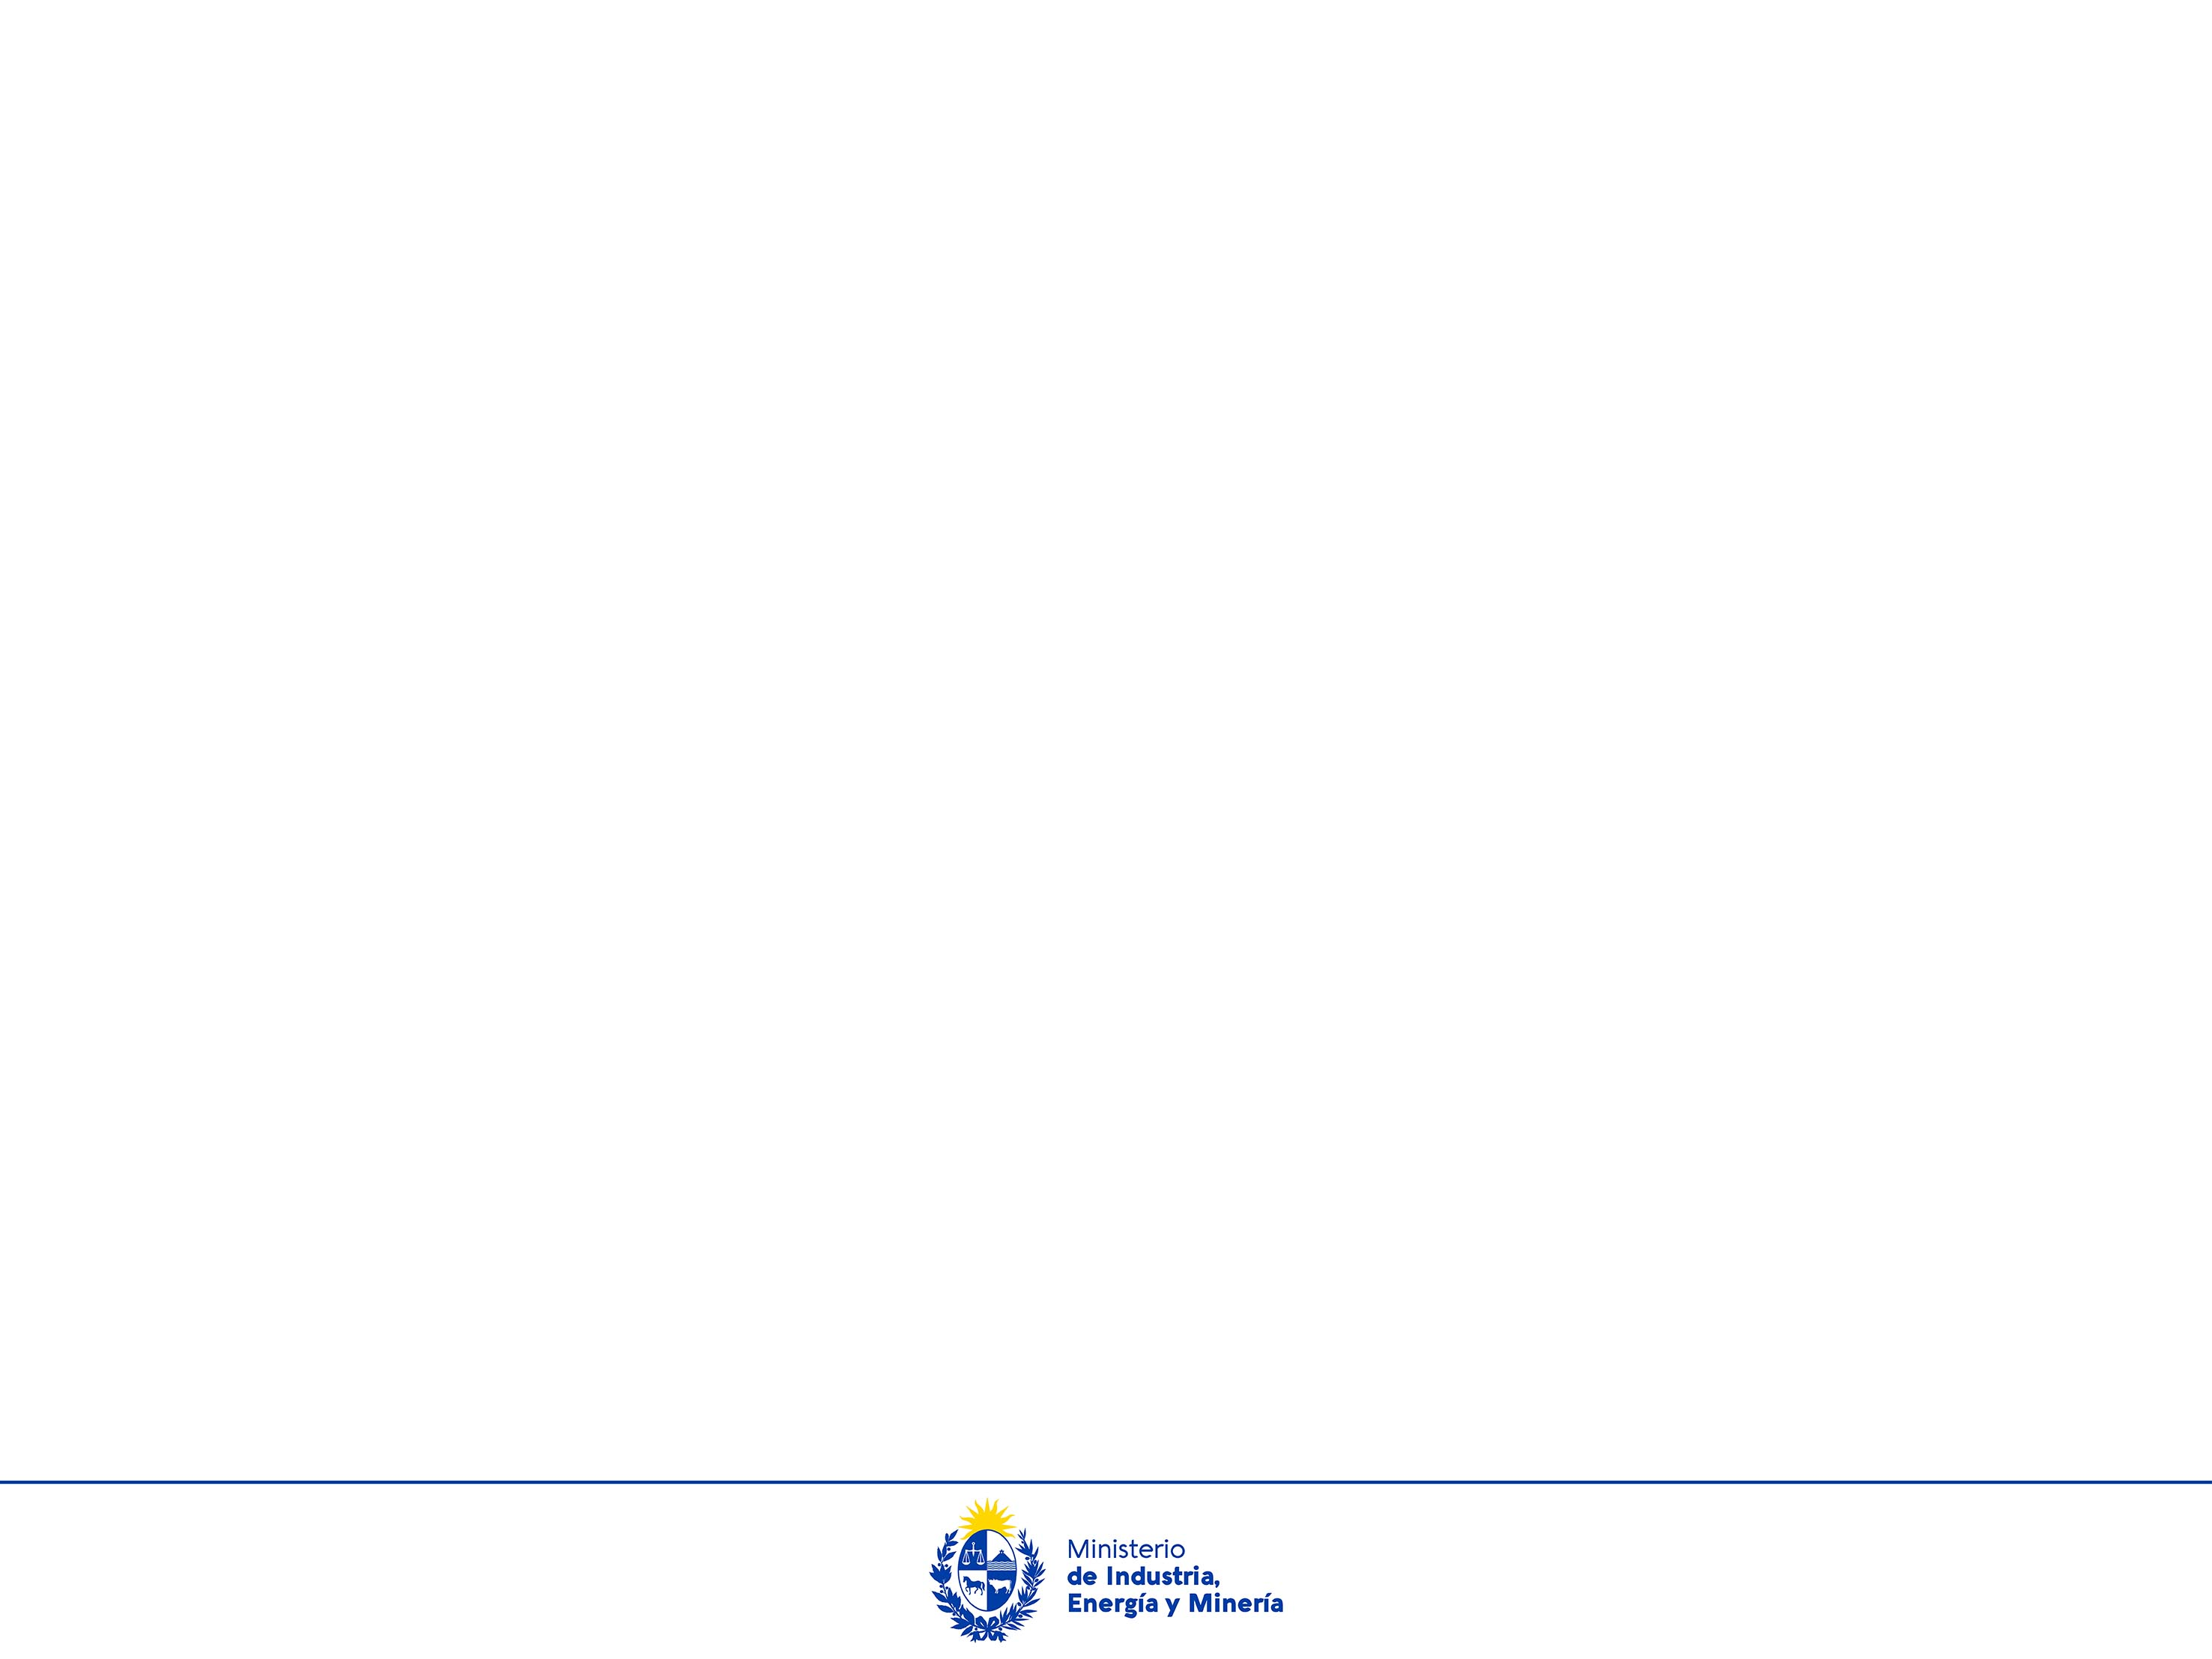 Ministerio
de Industria,
Energía y Minería